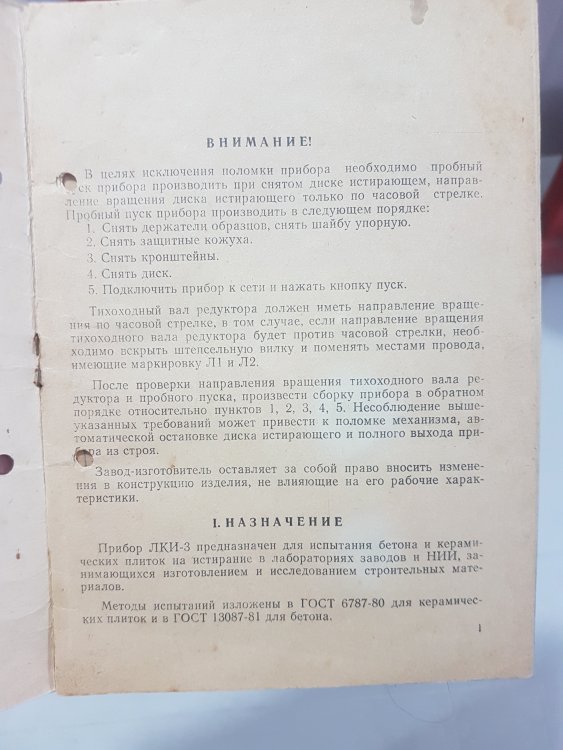 ВНИМАНИЕ!
В целях исключения поломки прибора необходимо пробный
пуск прибора производить при снятом диске истирающем, направ-
ление вращения диска истирающего только по часовой стрелке.
Пробный пуск прибора производить в следующем порядке:
1. Снять держатели образцов, снять шайбу упорную.
2. Снять защитные кожуха.
3. Снять кронштейны.
4. Снять диск.
5. Подключить прибор к сети и нажать кнопку пуск.
Тихоходный вал редуктора должен иметь направление враще-
ния по часовой стрелке, в том случае, если направление вращения
тихоходного вала редуктора будет против часовой стрелки, необ-
ходимо вскрыть штепсельную вилку и поменять местами провода,
имеющие маркировку Л1 и Л2.
После проверки направления вращения тихоходного вала ре-
дуктора и пробного пуска, произвести сборку прибора в обратном
порядке относительно пунктов 1, 2, 3, 4, 5. Несоблюдение выше-
указанных требований может привести к поломке механизма, ав-
томатической остановке диска истирающего и полного выхода при-
бора из строя.
Завод-изготовитель оставляет за собой право вносить измене-
ния в конструкцию изделия, не влияющие на его рабочие харак-
теристики.
I. НАЗНАЧЕНИЕ
Прибор ЛКИ-3 предназначен для испытания бетона и керами-
ческих плиток на истирание в лабораториях заводов и НИИ, за-
нимающихся изготовлением и исследованием строительных мате-
риалов.
Методы испытаний изложены в ГОСТ 6787-80 для керамичес-
ких плиток и в ГОСТ 13087-81 для бетона.
1